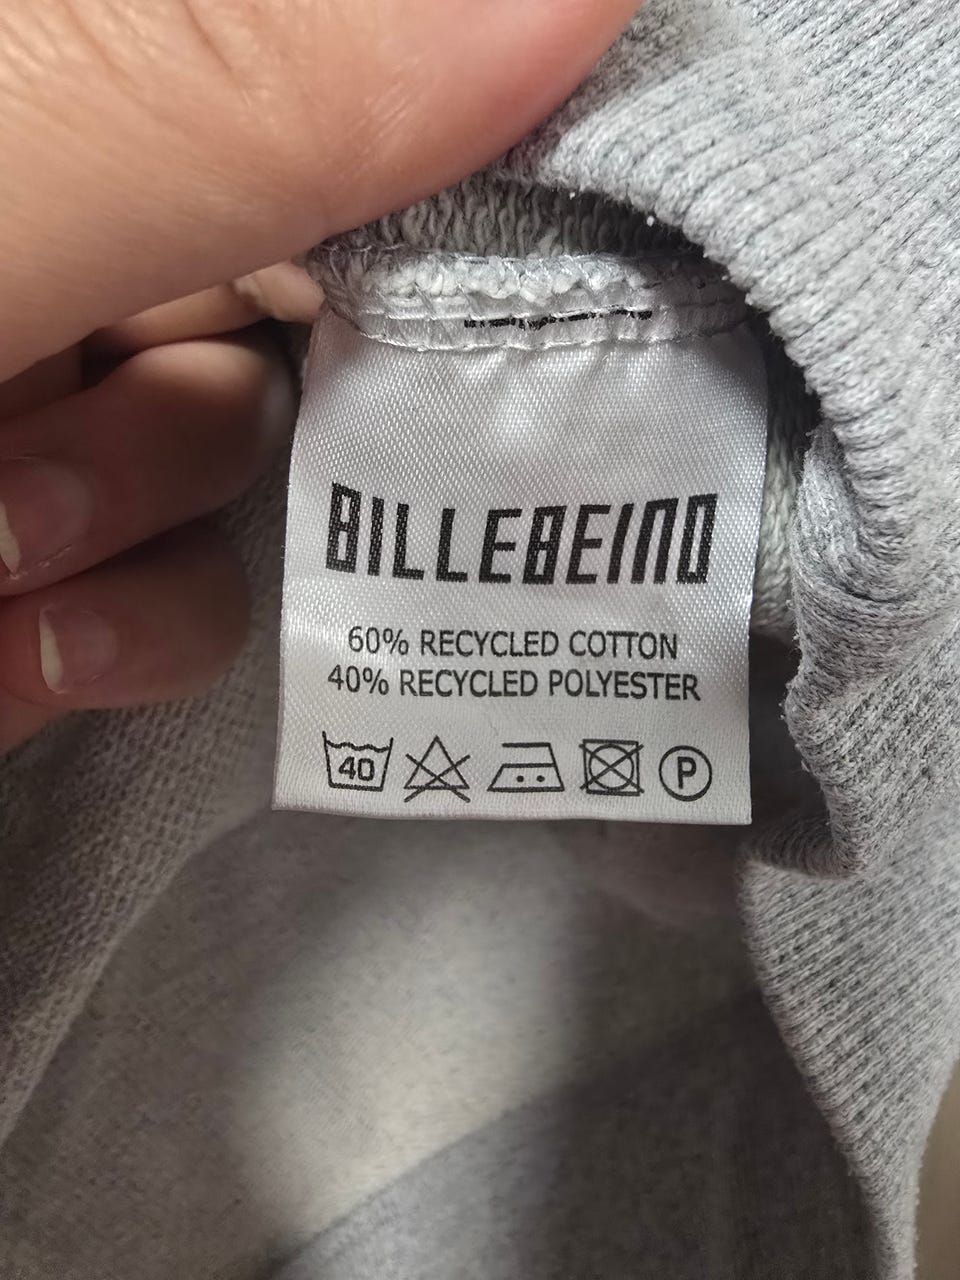 BILLEBEINO
60% RECYCLED COTTON
40% RECYCLED POLYESTER
40 P